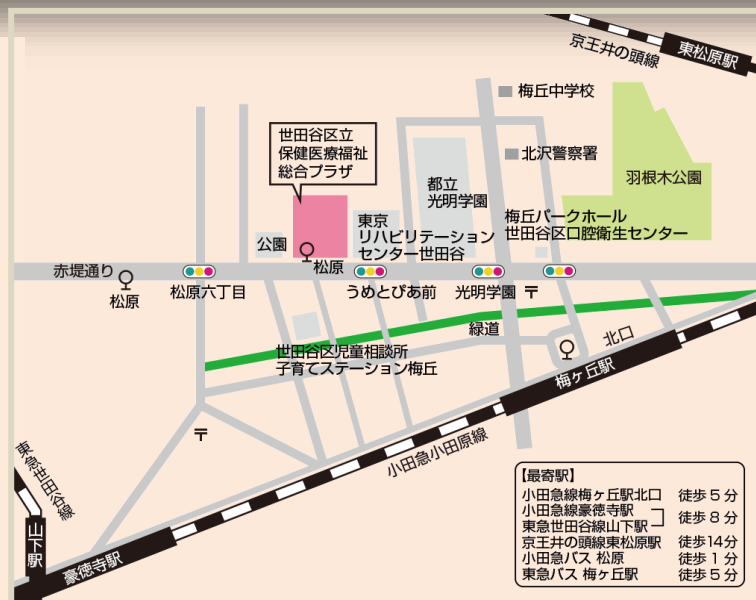 京王井の頭線
東松原駅
梅丘中学校
世田谷区立
保健医療福祉
総合プラザ
北沢警察署
羽根木公園
都立
光明学園
梅丘パークホール
世田谷区口腔衛生センター
東京
リハビリテーション
センター世田谷
公園
松原
赤堤通り
松原
松原六丁目
うめとぴあ前
光明学園
〒
緑道
北口
世田谷区児童相談所
子育てステーション梅丘
梅ヶ丘駅
〒
小田急小田原線
東急世田谷線
山下駅
豪徳寺駅
【最寄駅】
小田急線梅ヶ丘駅北口 徒歩5分
小田急線豪徳寺駅
東急世田谷線山下駅 徒歩8分
京王井の頭線東松原駅 徒歩14分
小田急バス 松原 徒歩1分
東急バス 梅ヶ丘駅 徒歩5分